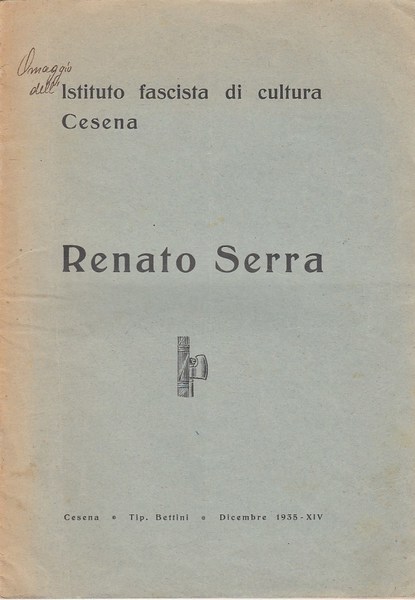 Omaggio
dell'
Istituto fascista di cultura
Cesena
Renato Serra
Cesena * Tip. Bettini * Dicembre 1935 - XIV